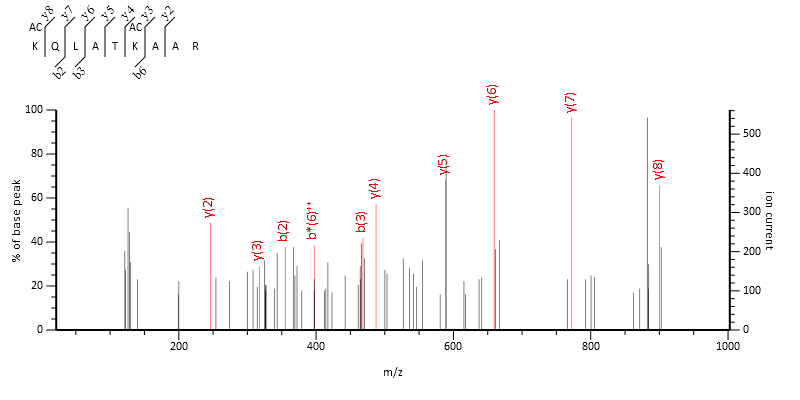 y8 y7 y6 y5 y4 y3 y2
AC AC
K Q L A T K A A R
b2 b3 b6
y(6)
y(7)
y(5)
y(8)
y(4)
y(2)
b*(6)++
b(3)
b(2)
y(3)
% of base peak
100
80
60
40
20
0
500
400
300
200
100
0
ion current
200 400 600 800 1000
m/z